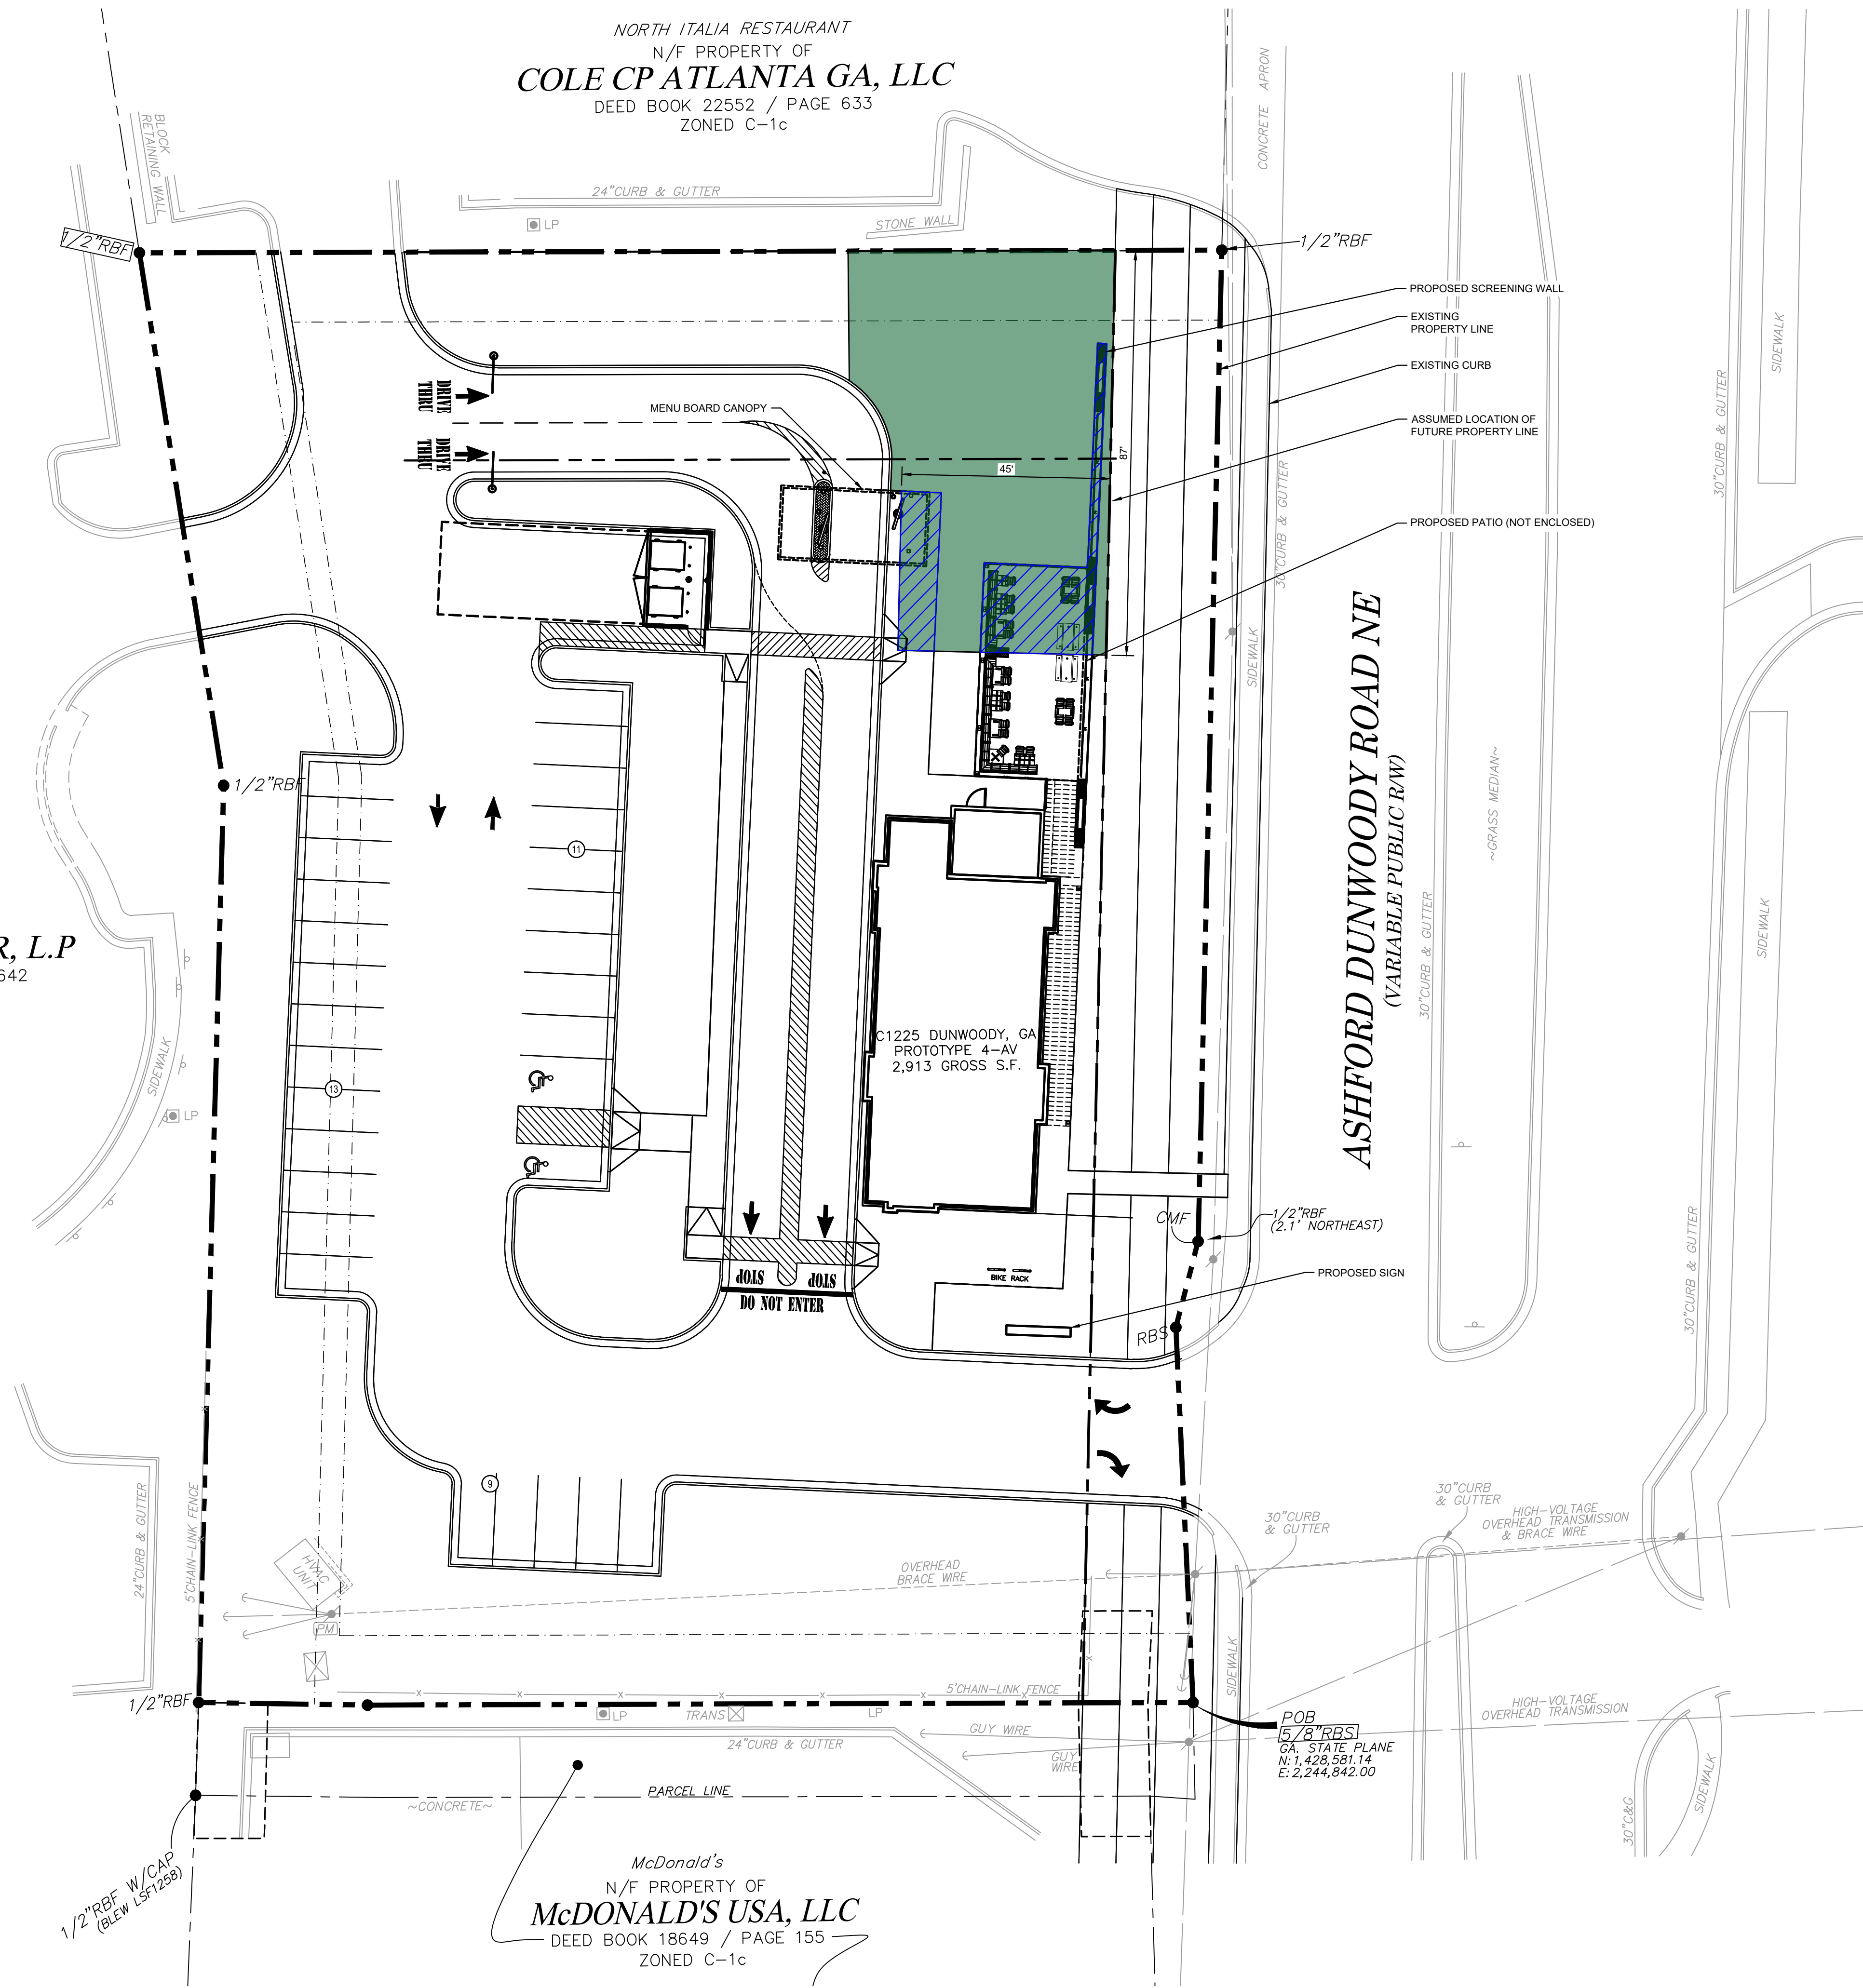 NORTH ITALIA RESTAURANT
N/F PROPERTY OF
COLE CP ATLANTA GA, LLC
DEED BOOK 22552 / PAGE 633
ZONED C-1c
CONCRETE APRON
BLOCK
RETAINING WALL
24"CURB & GUTTER
LP
STONE WALL
1/2"RBF
1/2"RBF
PROPOSED SCREENING WALL
EXISTING
PROPERTY LINE
EXISTING CURB
ASSUMED LOCATION OF
FUTURE PROPERTY LINE
PROPOSED PATIO (NOT ENCLOSED)
SIDEWALK
30"CURB & GUTTER
DRIVE
THRU
DRIVE
THRU
MENU BOARD CANOPY
45'
87'
30"CURB & GUTTER
SIDEWALK
ASHFORD DUNWOODY ROAD NE
(VARIABLE PUBLIC R/W)
~GRASS MEDIAN~
30"CURB & GUTTER
SIDEWALK
1/2"RBF
11
13
R, L.P
642
SIDEWALK
LP
C1225 DUNWOODY, GA
PROTOTYPE 4-AV
2,913 GROSS S.F.
CMF
1/2"RBF
(2.1' NORTHEAST)
PROPOSED SIGN
BIKE RACK
RBS
STOP
STOP
DO NOT ENTER
30"CURB & GUTTER
9
24"CURB & GUTTER
5'CHAIN-LINK FENCE
HVAC
UNIT
PM
OVERHEAD
BRACE WIRE
30"CURB
& GUTTER
30"CURB
& GUTTER
HIGH-VOLTAGE
OVERHEAD TRANSMISSION
& BRACE WIRE
SIDEWALK
1/2"RBF
5'CHAIN-LINK FENCE
LP
TRANS
LP
GUY WIRE
24"CURB & GUTTER
GUY
WIRE
POB
5/8"RBS
GA. STATE PLANE
N: 1,428,581.14
E: 2,244,842.00
HIGH-VOLTAGE
OVERHEAD TRANSMISSION
SIDEWALK
30"C&G
PARCEL LINE
~CONCRETE~
1/2"RBF W/CAP
(BLEW LSF1258)
McDonald's
N/F PROPERTY OF
McDONALD'S USA, LLC
DEED BOOK 18649 / PAGE 155
ZONED C-1c